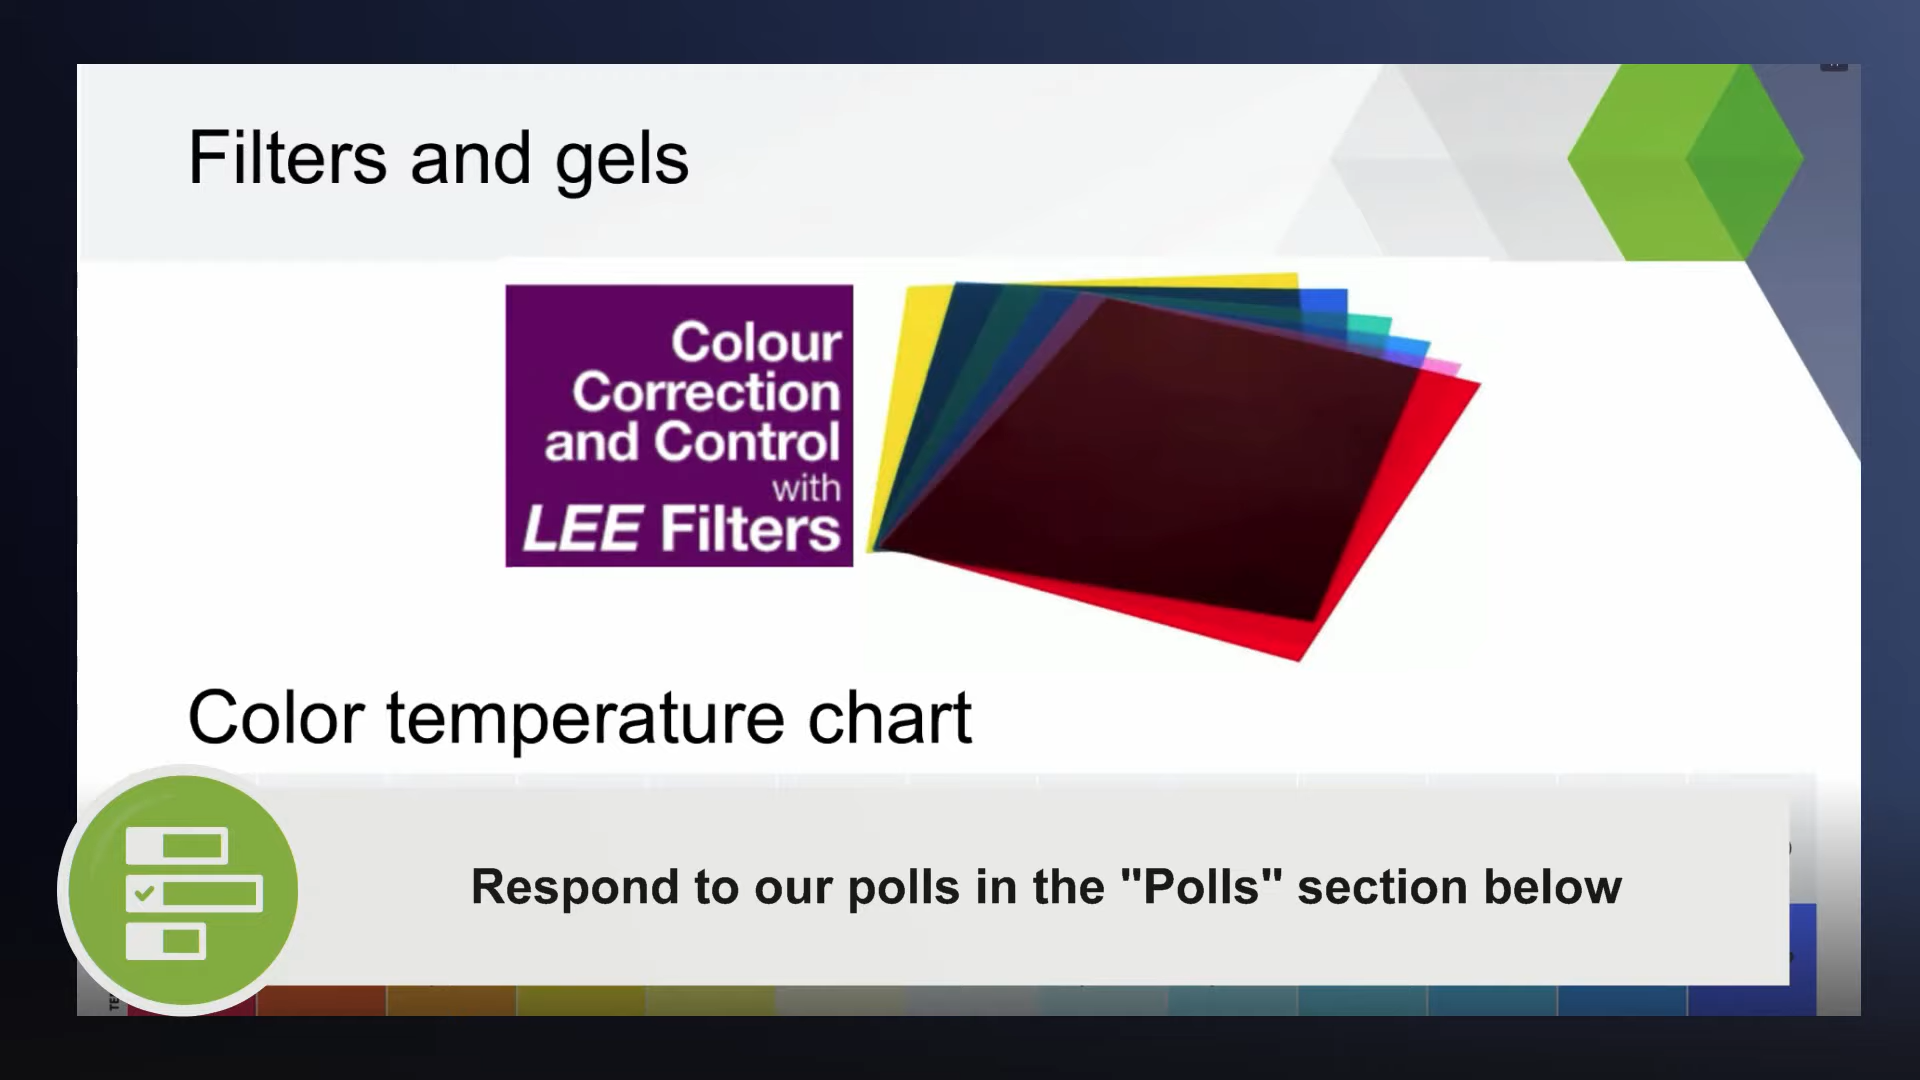 Filters and gels
Colour
Correction
and Control
with
LEE Filters
Color temperature chart
Respond to our polls in the "Polls" section below